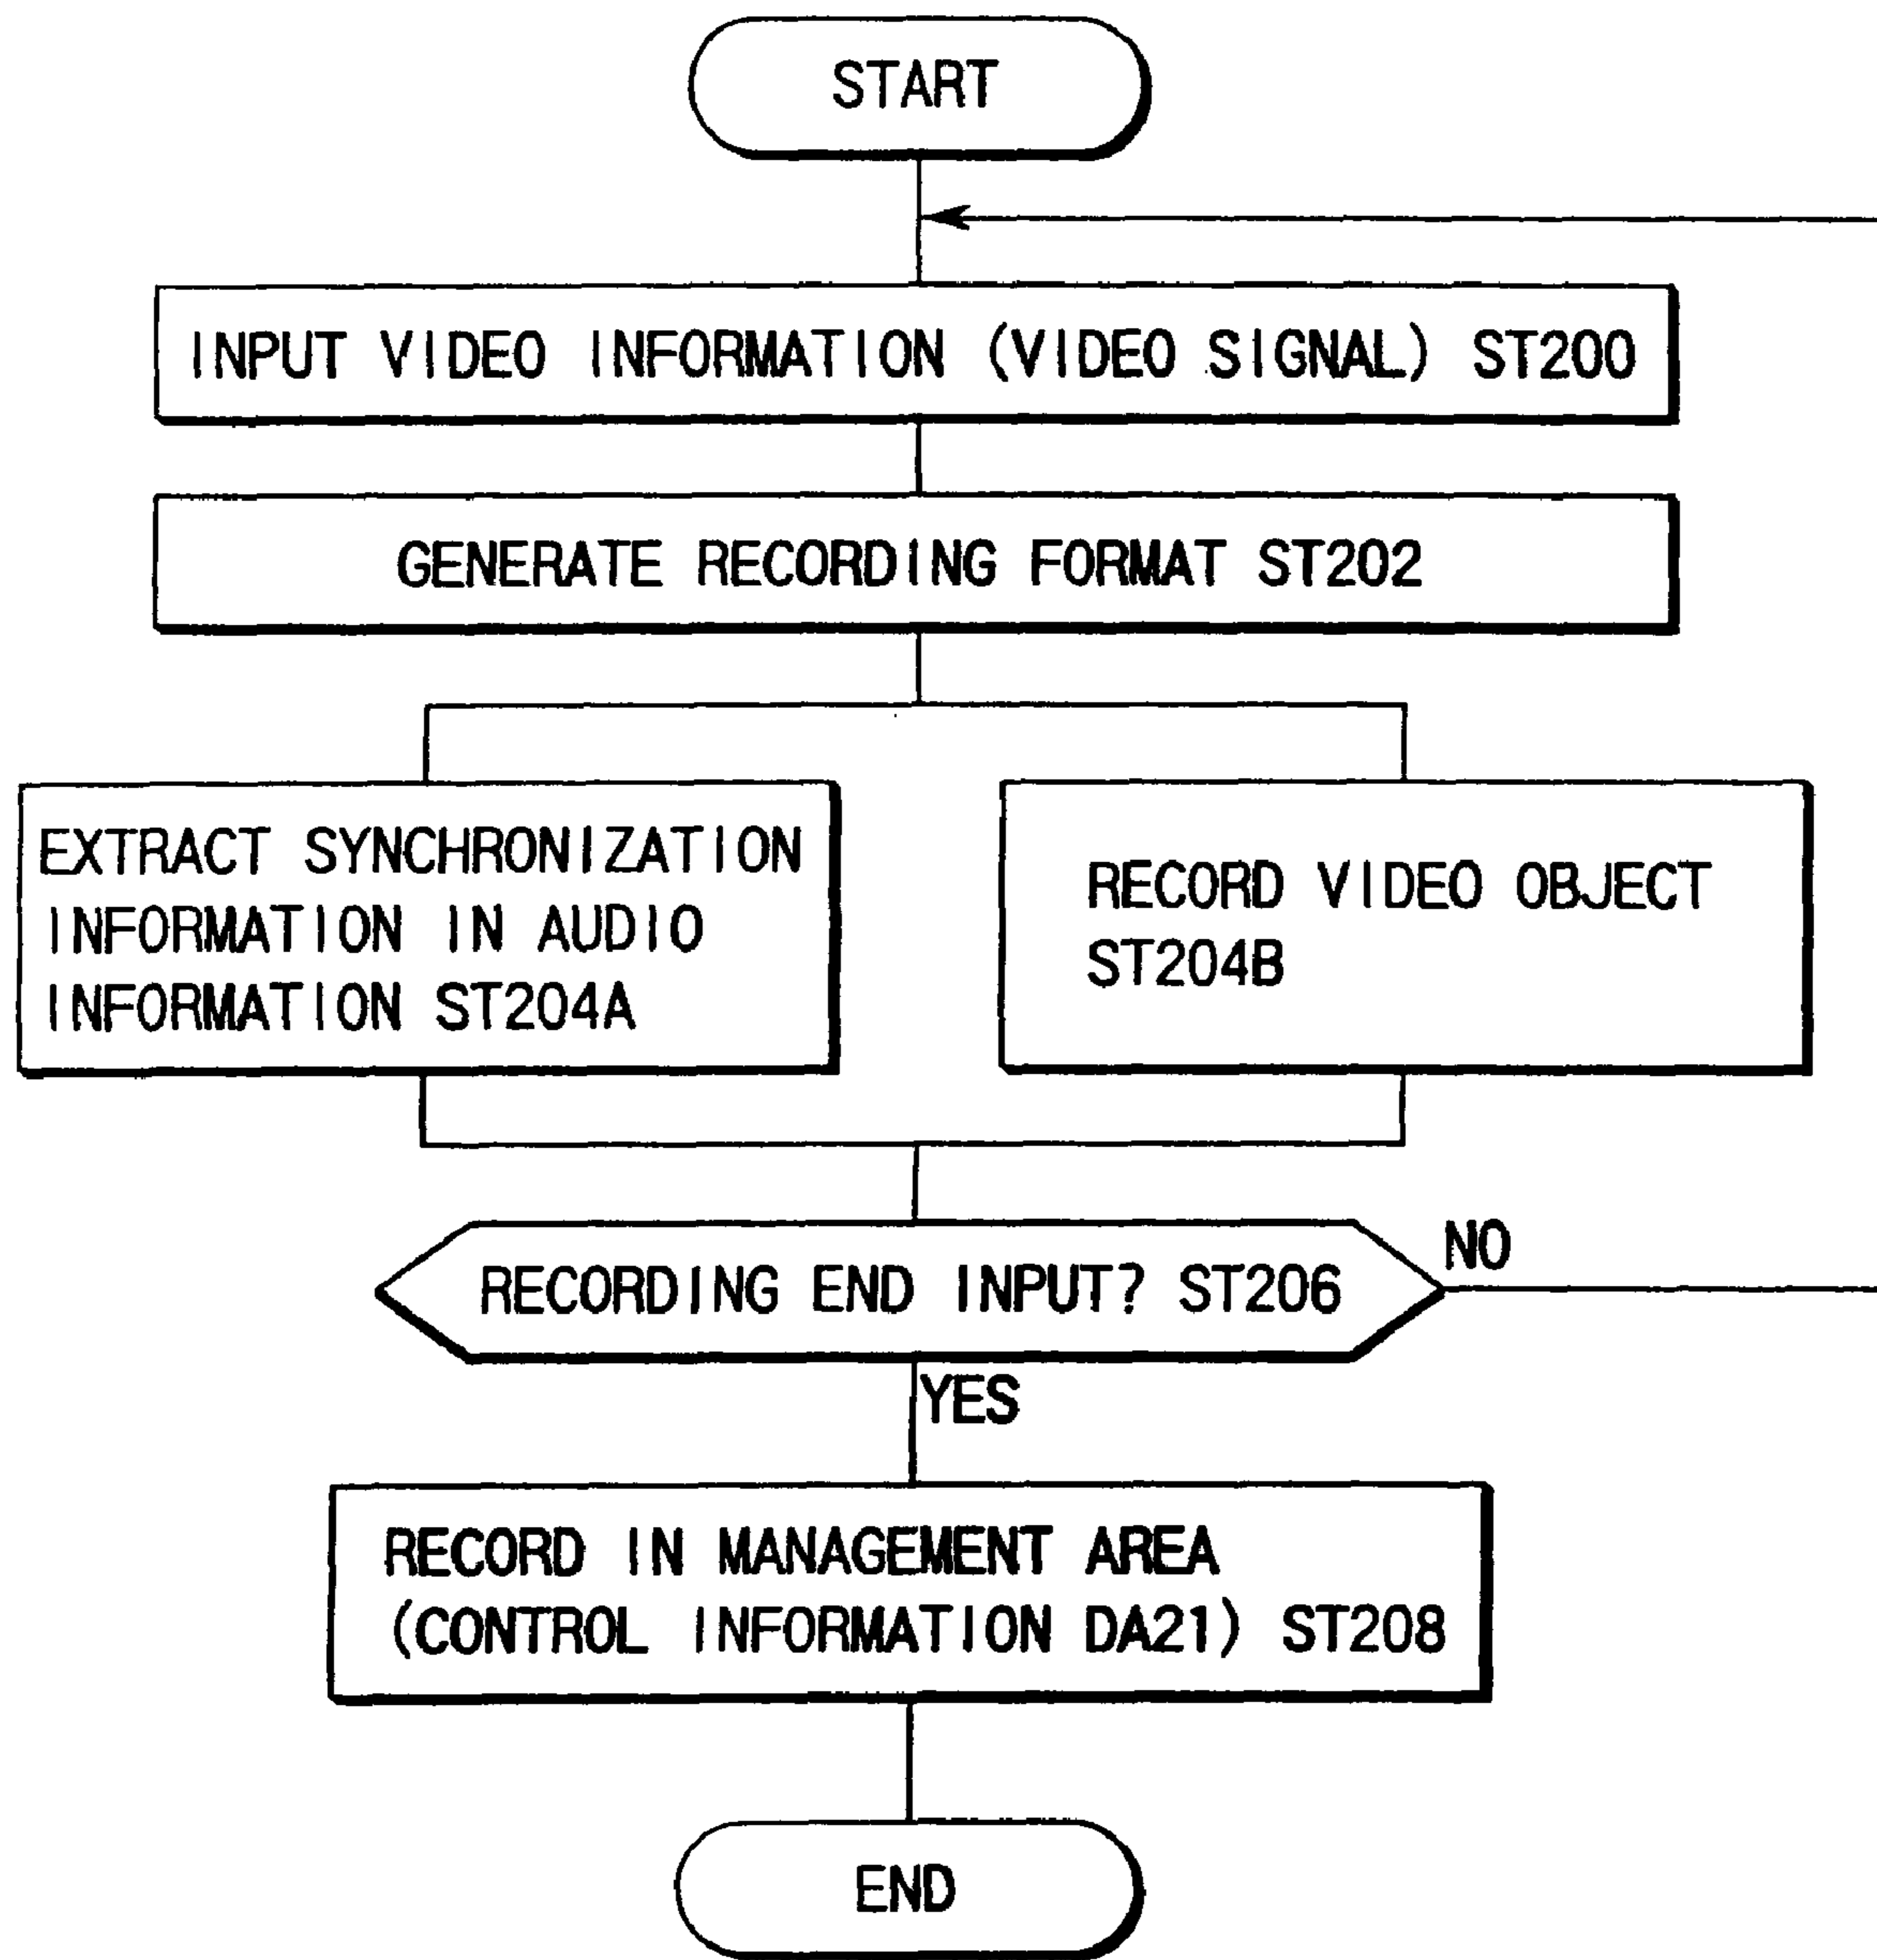 START
INPUT VIDEO INFORMATION (VIDEO SIGNAL) ST200
GENERATE RECORDING FORMAT ST202
EXTRACT SYNCHRONIZATION
INFORMATION IN AUDIO
INFORMATION ST204A
RECORD VIDEO OBJECT
ST204B
RECORDING END INPUT? ST206
NO
YES
RECORD IN MANAGEMENT AREA
(CONTROL INFORMATION DA21) ST208
END